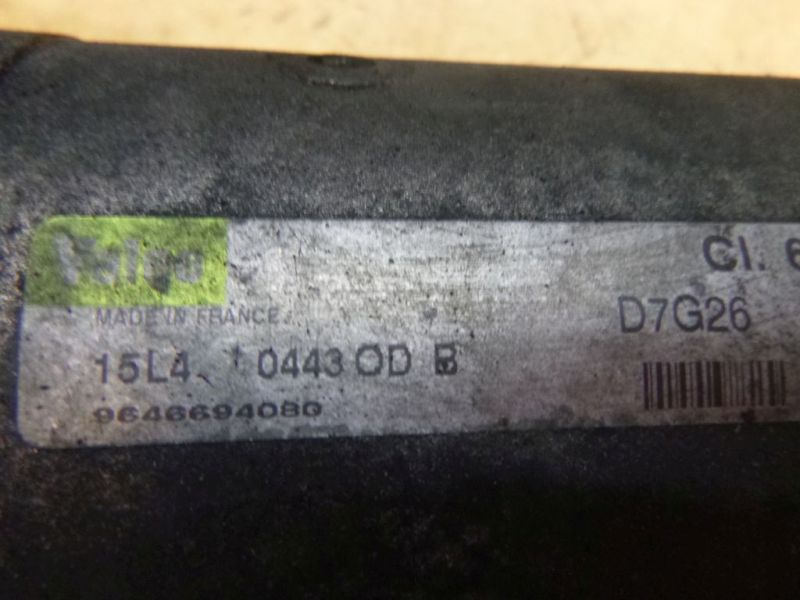 Valeo
Cl. 6
MADE IN FRANCE
D7G26
15L4 0443 OD B
9646694080